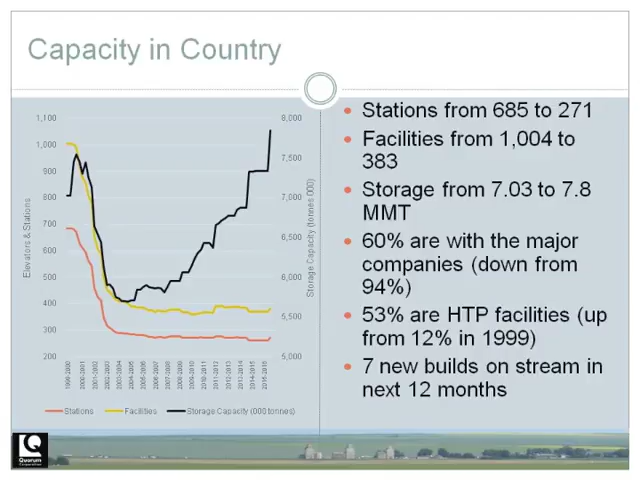 Capacity in Country
1,100
1,000
900
800
700
600
500
400
300
200
Elevators & Stations
8,000
7,500
7,000
6,500
6,000
5,500
5,000
Storage Capacity (tonnes 000)
1999-2000
2000-2001
2001-2002
2002-2003
2003-2004
2004-2005
2005-2006
2006-2007
2007-2008
2008-2009
2009-2010
2010-2011
2011-2012
2012-2013
2013-2014
2014-2015
2015-2016
Stations Facilities Storage Capacity (000 tonnes)
• Stations from 685 to 271
• Facilities from 1,004 to
383
• Storage from 7.03 to 7.8
MMT
• 60% are with the major
companies (down from
94%)
• 53% are HTP facilities (up
from 12% in 1999)
• 7 new builds on stream in
next 12 months
Quorum
Corporation